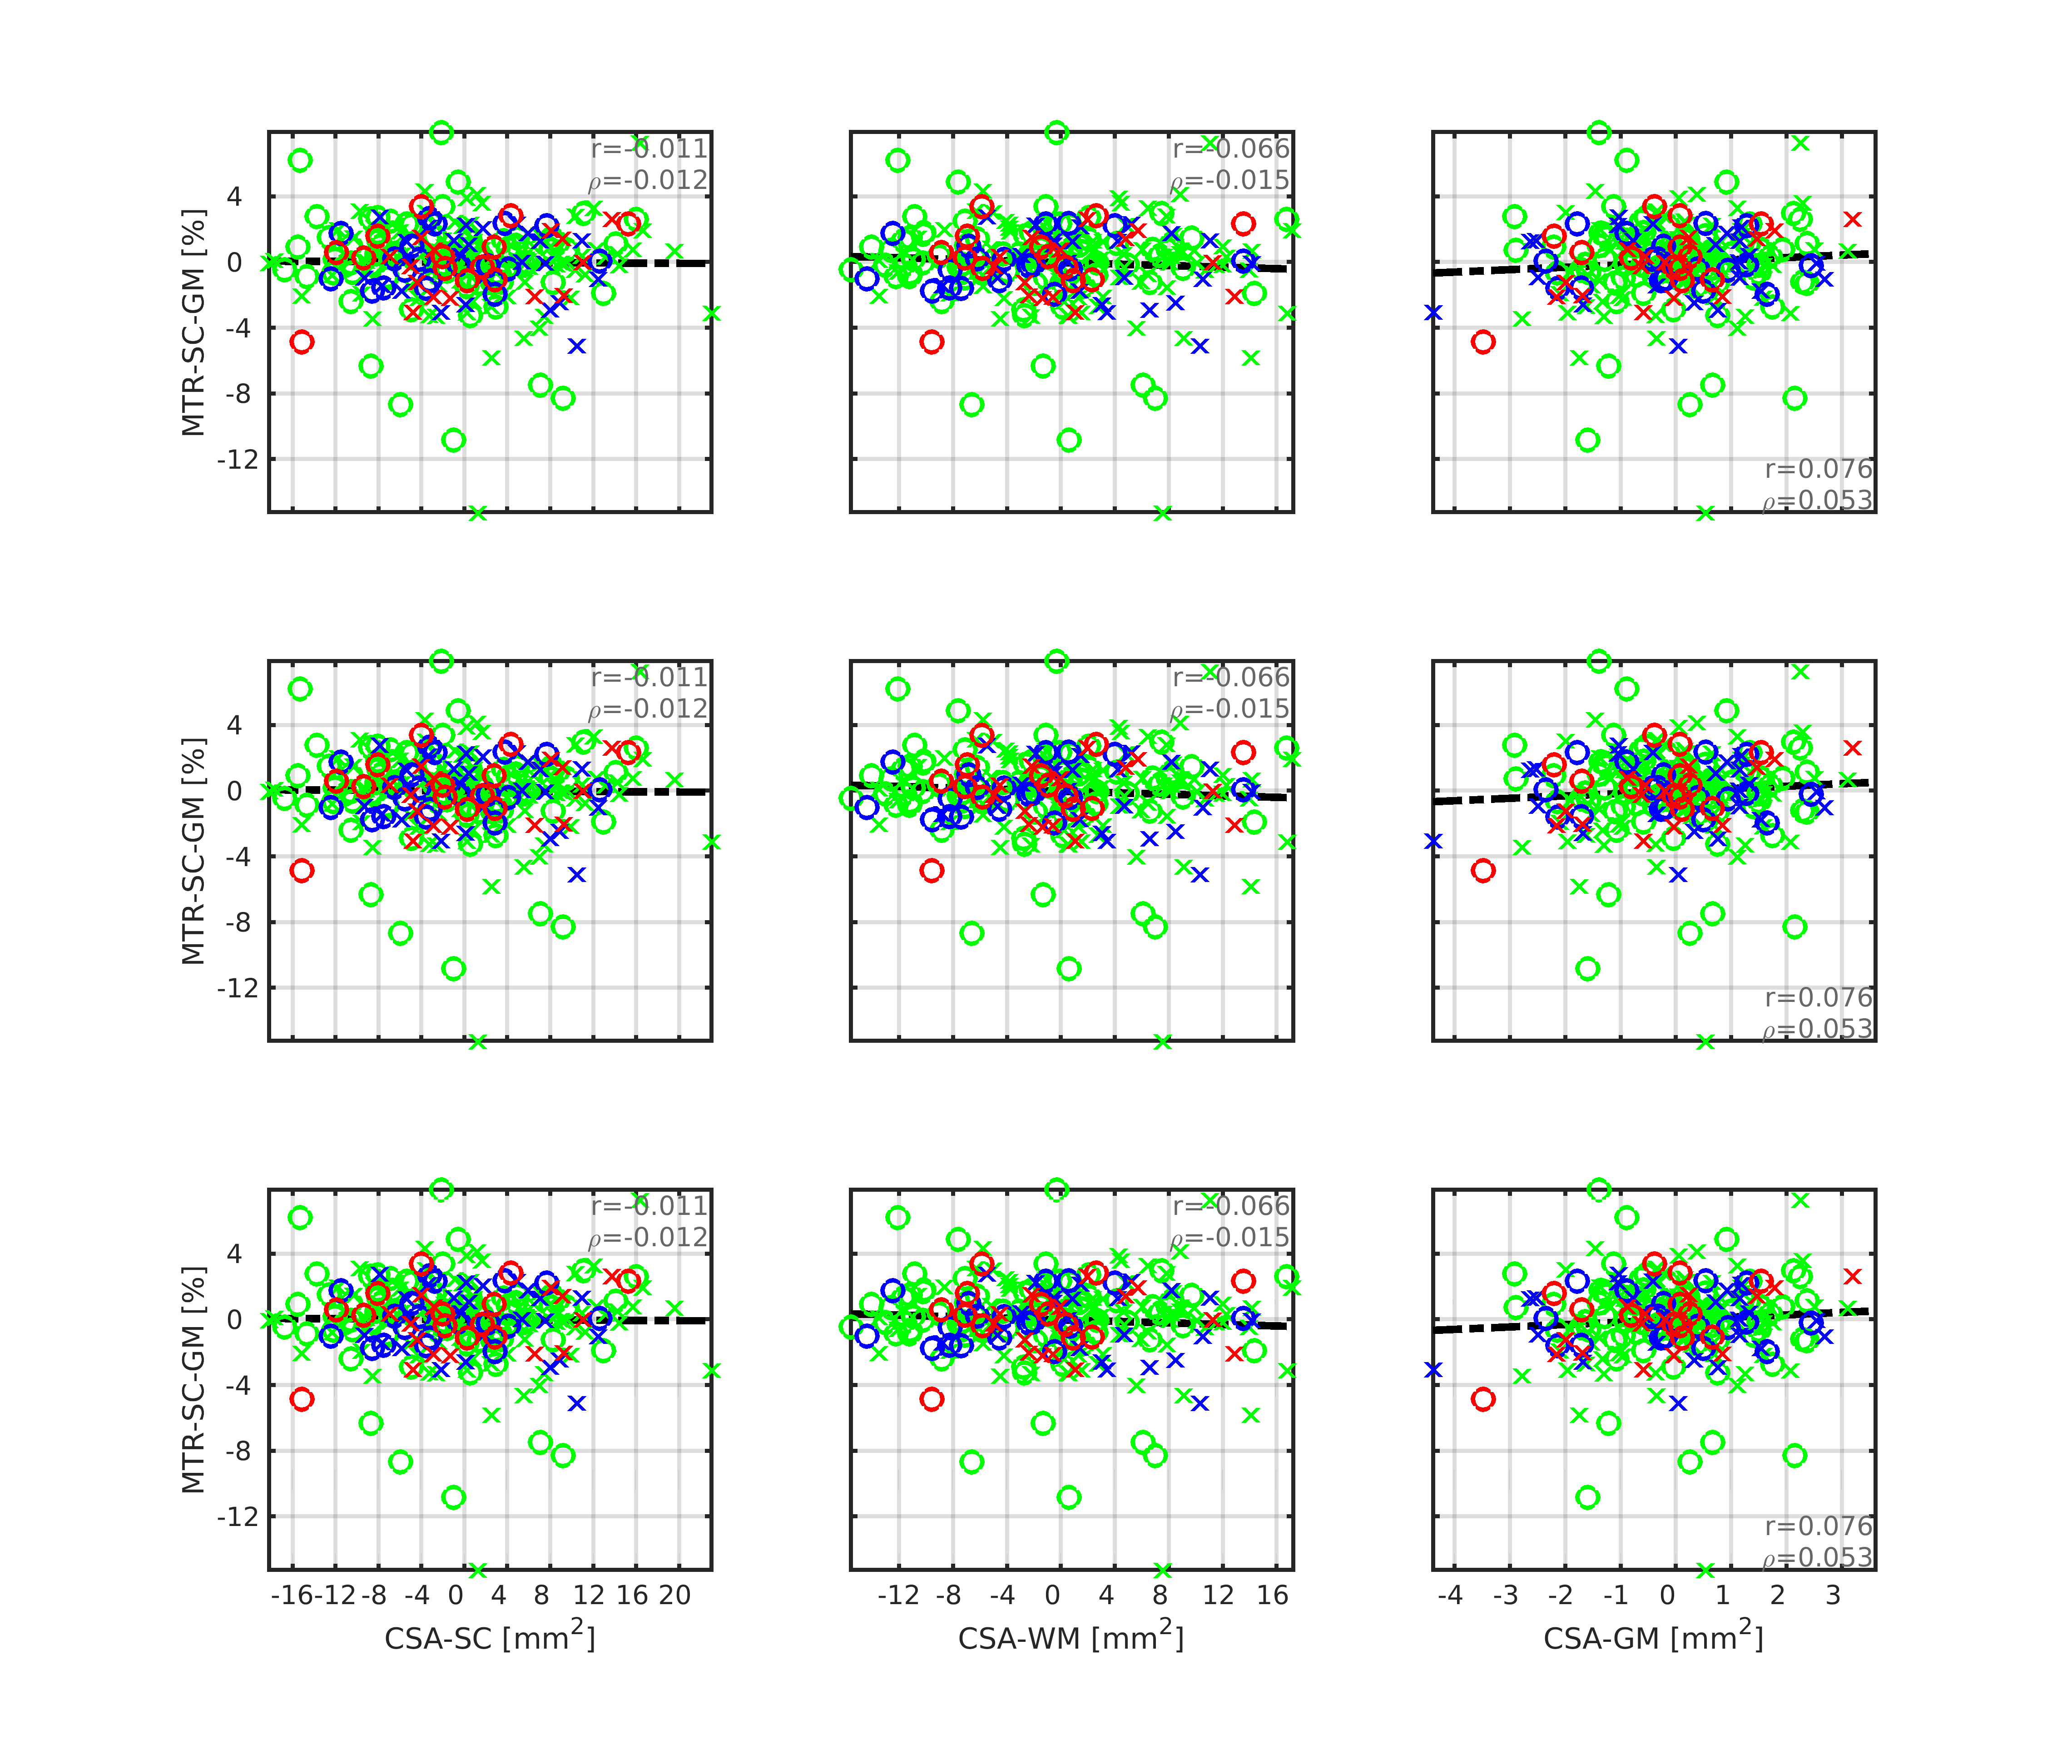 r=-0.011
ρ=-0.012
r=-0.066
ρ=-0.015
r=0.076
ρ=0.053
MTR-SC-GM [%]
4
0
-4
-8
-12
r=-0.011
ρ=-0.012
r=-0.066
ρ=-0.015
r=0.076
ρ=0.053
MTR-SC-GM [%]
4
0
-4
-8
-12
r=-0.011
ρ=-0.012
r=-0.066
ρ=-0.015
r=0.076
ρ=0.053
MTR-SC-GM [%]
4
0
-4
-8
-12
-16 -12 -8 -4 0 4 8 12 16 20
-12 -8 -4 0 4 8 12 16
-4 -3 -2 -1 0 1 2 3
CSA-SC [mm²]
CSA-WM [mm²]
CSA-GM [mm²]